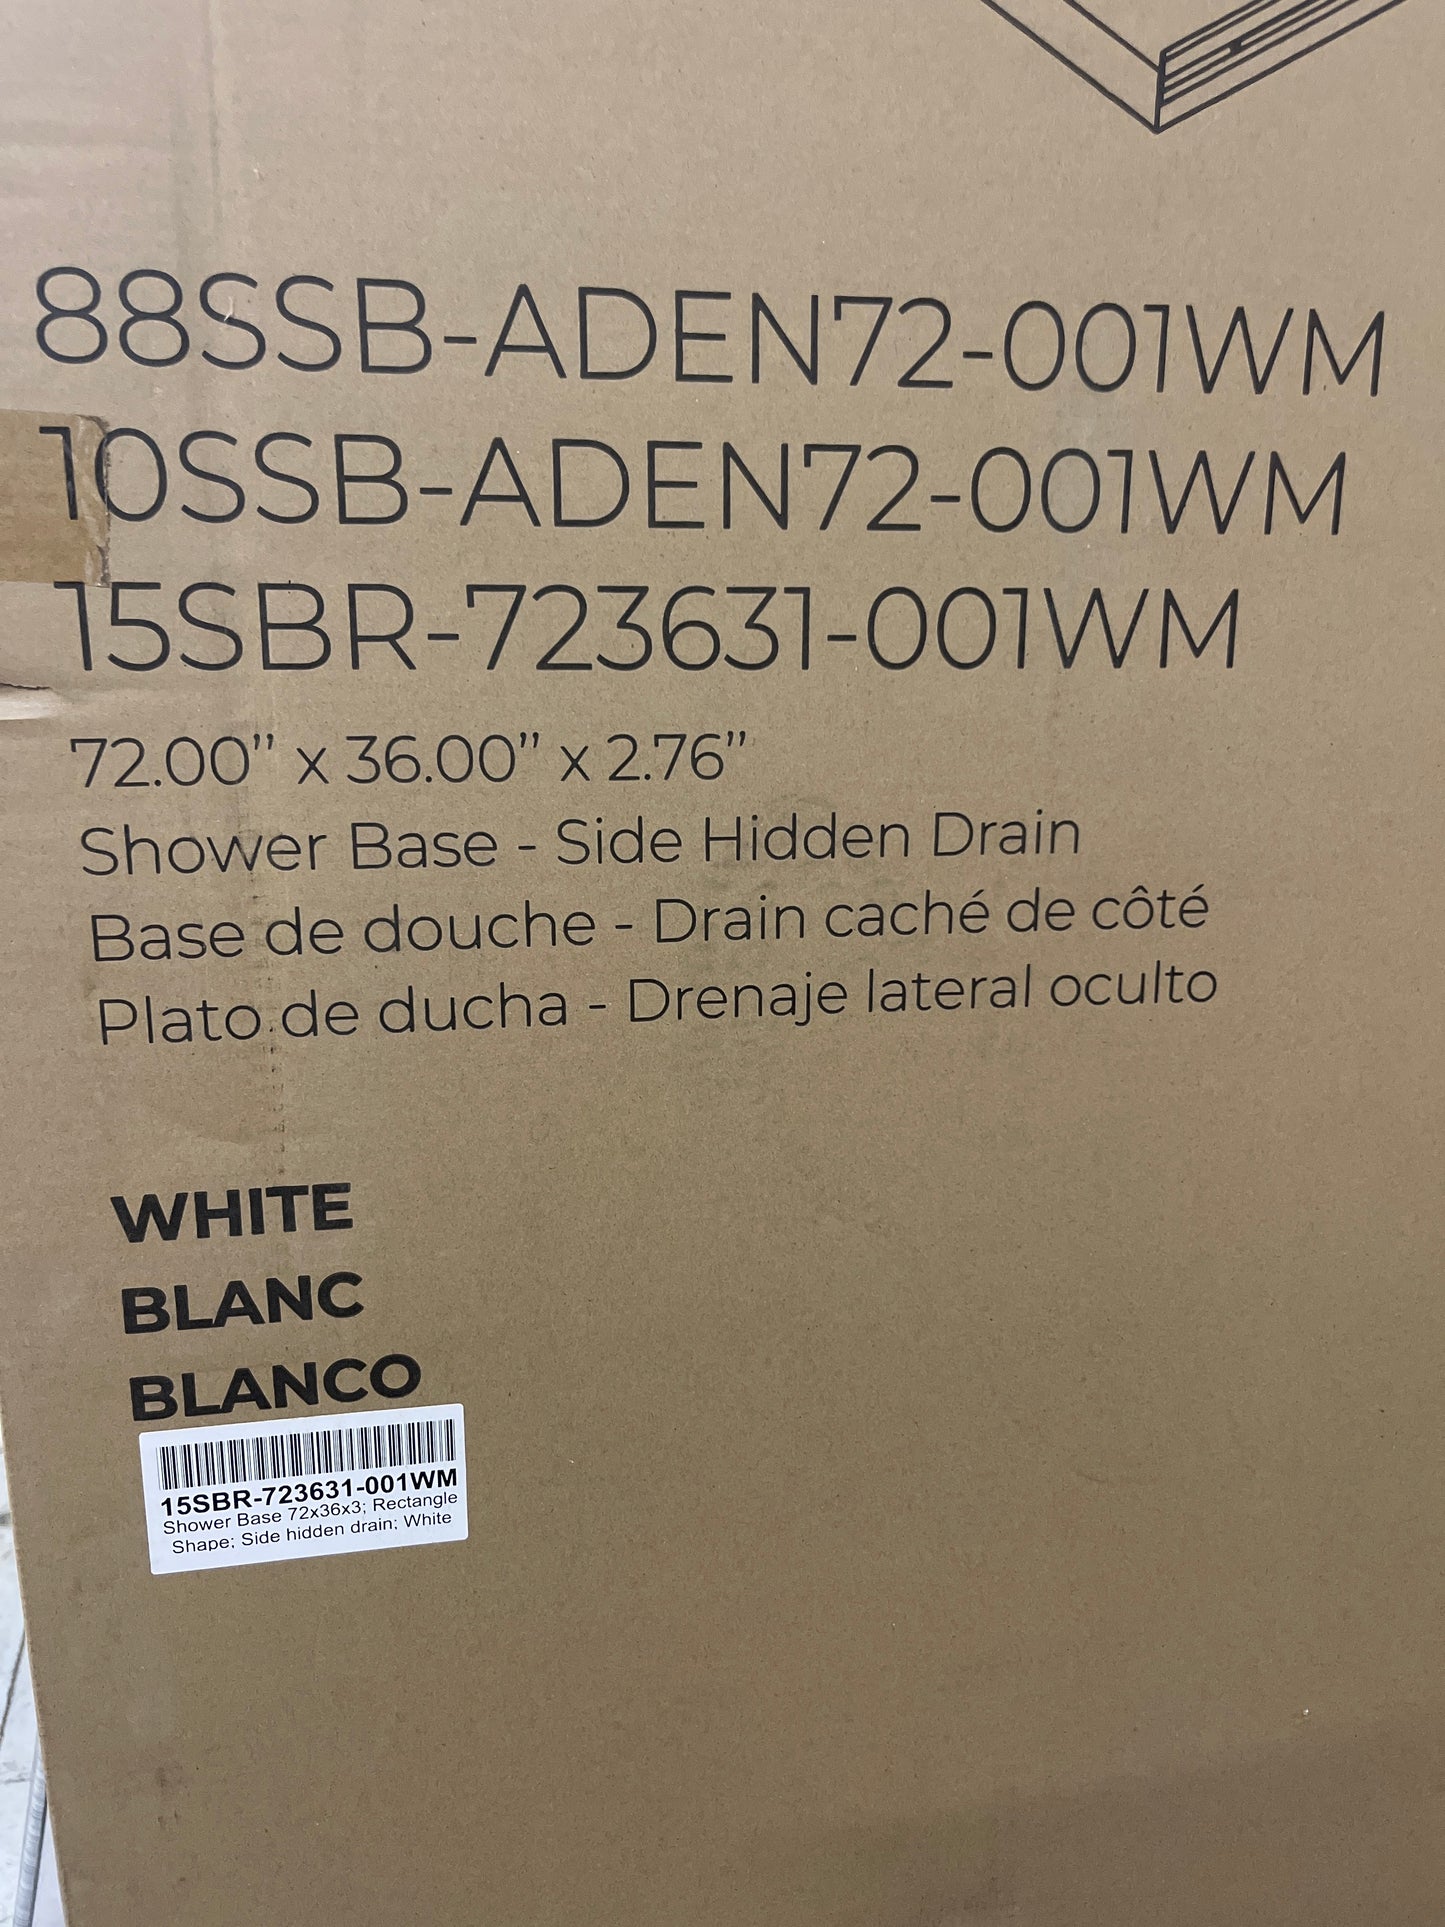 88SSB-ADEN72-001WM
10SSB-ADEN72-001WM
15SBR-723631-001WM
72.00” x 36.00” x 2.76”
Shower Base - Side Hidden Drain
Base de douche - Drain caché de côté
Plato de ducha - Drenaje lateral oculto
WHITE
BLANC
BLANCO
15SBR-723631-001WM
Shower Base 72x36x3; Rectangle
Shape; Side hidden drain; White